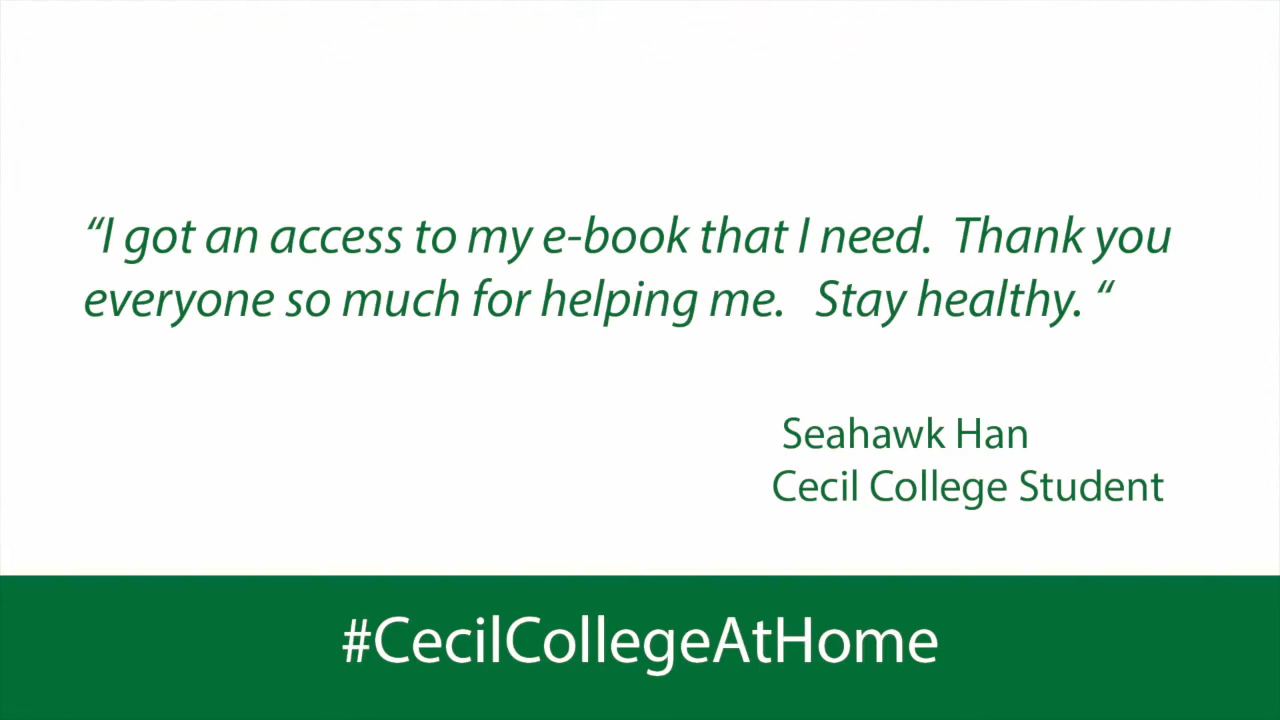 “I got an access to my e-book that I need.  Thank you
everyone so much for helping me.   Stay healthy. “
Seahawk Han
Cecil College Student
#CecilCollegeAtHome